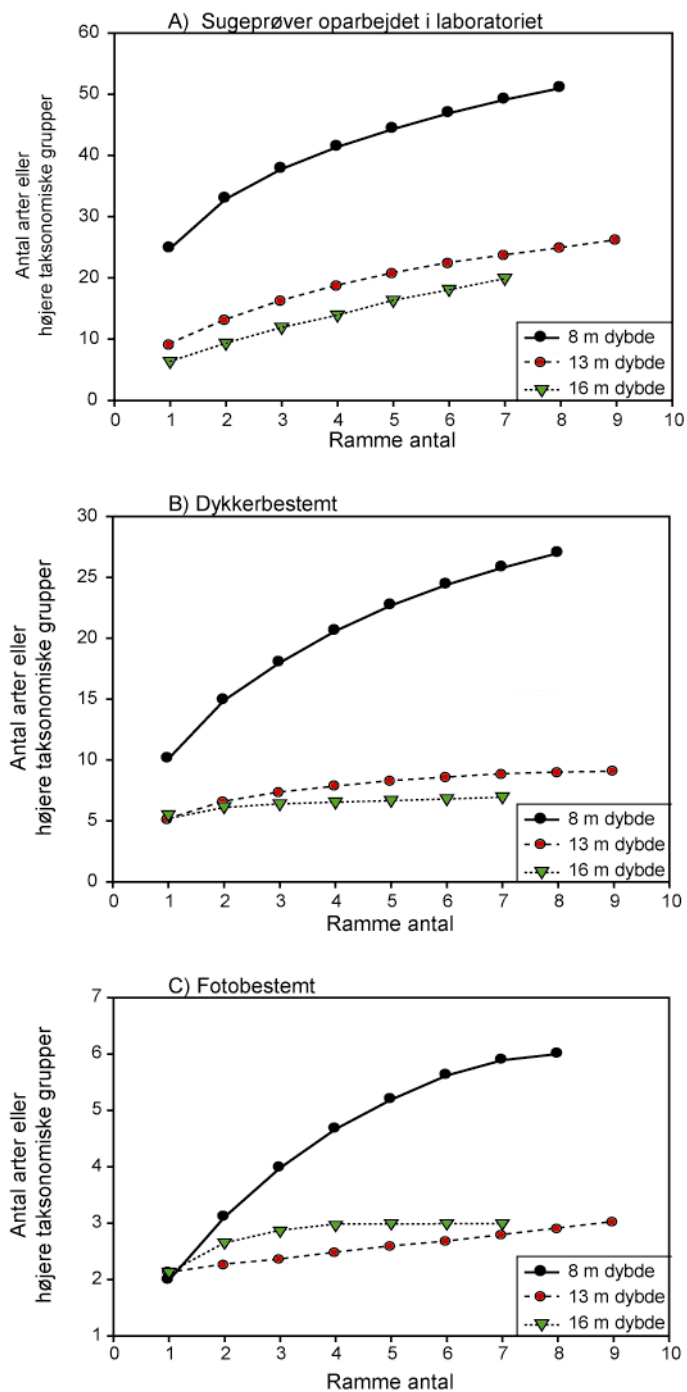 A) Sugeprøver oparbejdet i laboratoriet
Antal arter eller
højere taksonomiske grupper
60
50
40
30
20
10
0
8 m dybde
13 m dybde
16 m dybde
0 1 2 3 4 5 6 7 8 9 10
Ramme antal
B) Dykkerbestemt
Antal arter eller
højere taksonomiske grupper
30
25
20
15
10
5
0
8 m dybde
13 m dybde
16 m dybde
0 1 2 3 4 5 6 7 8 9 10
Ramme antal
C) Fotobestemt
Antal arter eller
højere taksonomiske grupper
7
6
5
4
3
2
1
8 m dybde
13 m dybde
16 m dybde
0 1 2 3 4 5 6 7 8 9 10
Ramme antal